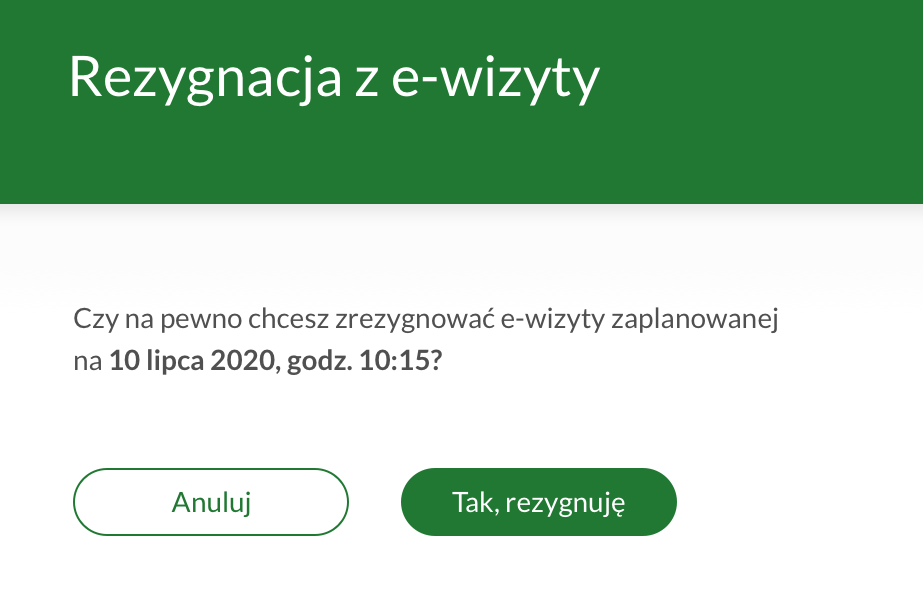 Rezygnacja z e-wizyty
Czy na pewno chcesz zrezygnować e-wizyty zaplanowanej
na 10 lipca 2020, godz. 10:15?
Anuluj
Tak, rezygnuję